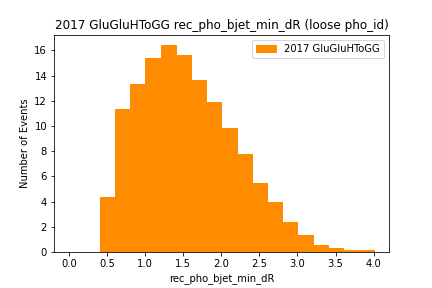 2017 GluGluHToGG rec_pho_bjet_min_dR (loose pho_id)
2017 GluGluHToGG
Number of Events
16
14
12
10
8
6
4
2
0
0.0 0.5 1.0 1.5 2.0 2.5 3.0 3.5 4.0
rec_pho_bjet_min_dR